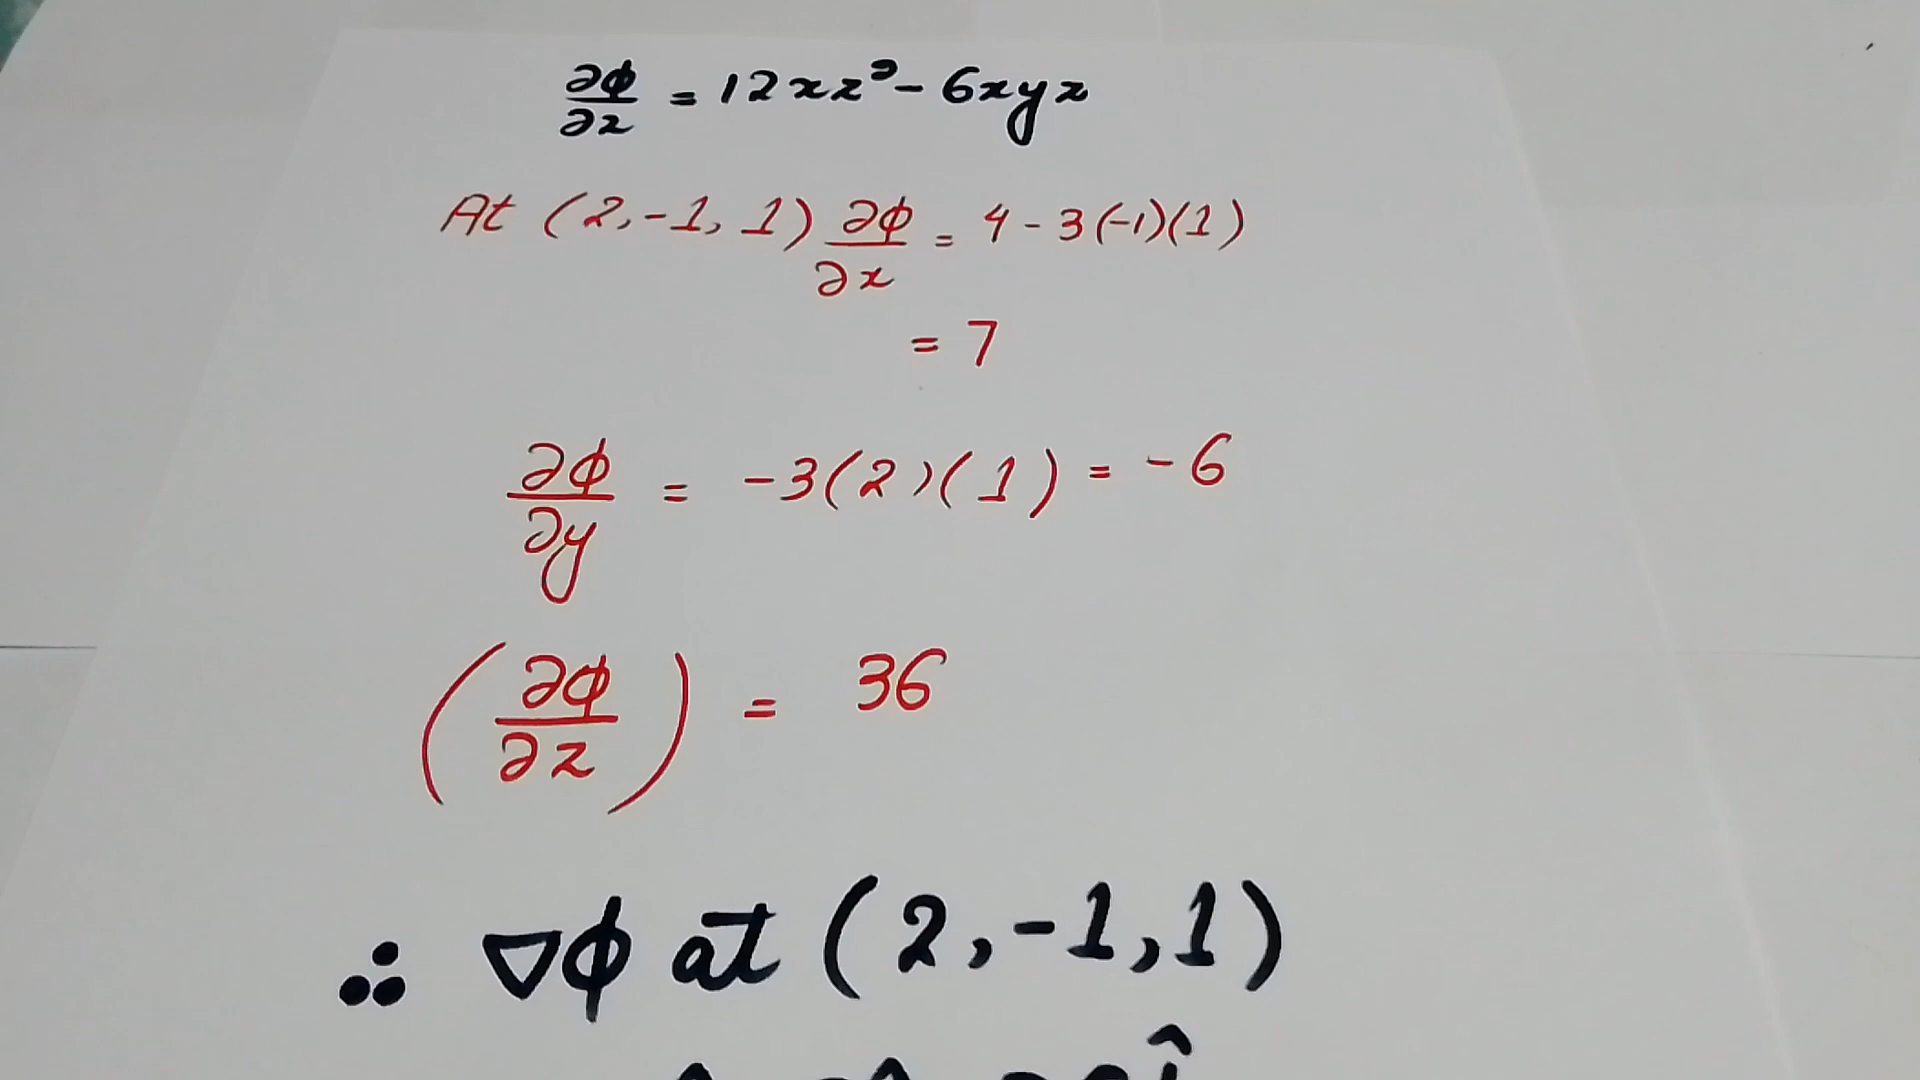 ∂φ/∂z = 12xz² - 6xyz
At (2, -1, 1) ∂φ/∂x = 4 - 3(-1)(1)
= 7
∂φ/∂y = -3(2)(1) = -6
(∂φ/∂z) = 36
∴ ∇φ at (2, -1, 1)